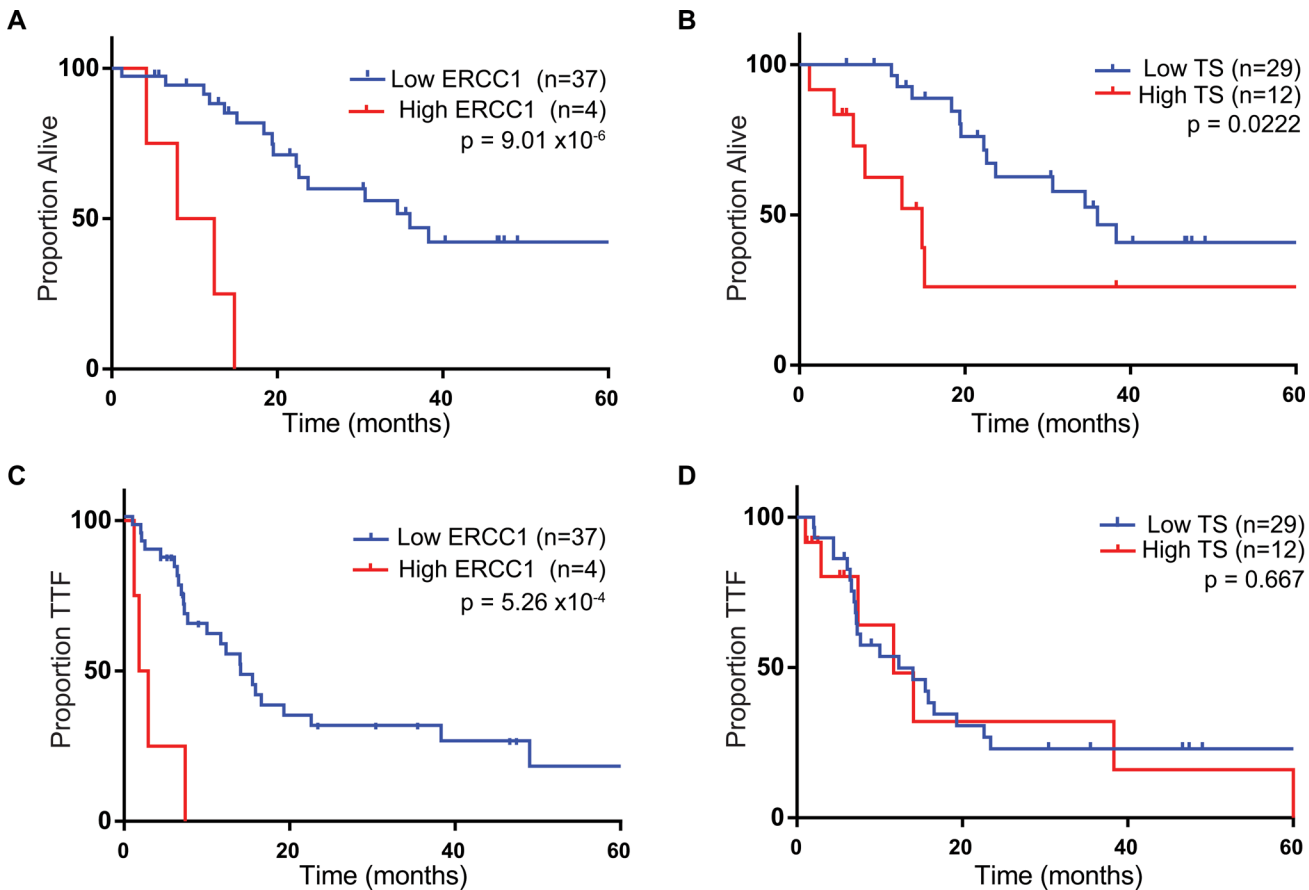 A
Proportion Alive
100
50
0
Low ERCC1 (n=37)
High ERCC1 (n=4)
p = 9.01 x10⁻⁶
0 20 40 60
Time (months)
B
Proportion Alive
100
50
0
Low TS (n=29)
High TS (n=12)
p = 0.0222
0 20 40 60
Time (months)
C
Proportion TTF
100
50
0
Low ERCC1 (n=37)
High ERCC1 (n=4)
p = 5.26 x10⁻⁴
0 20 40 60
Time (months)
D
Proportion TTF
100
50
0
Low TS (n=29)
High TS (n=12)
p = 0.667
0 20 40 60
Time (months)